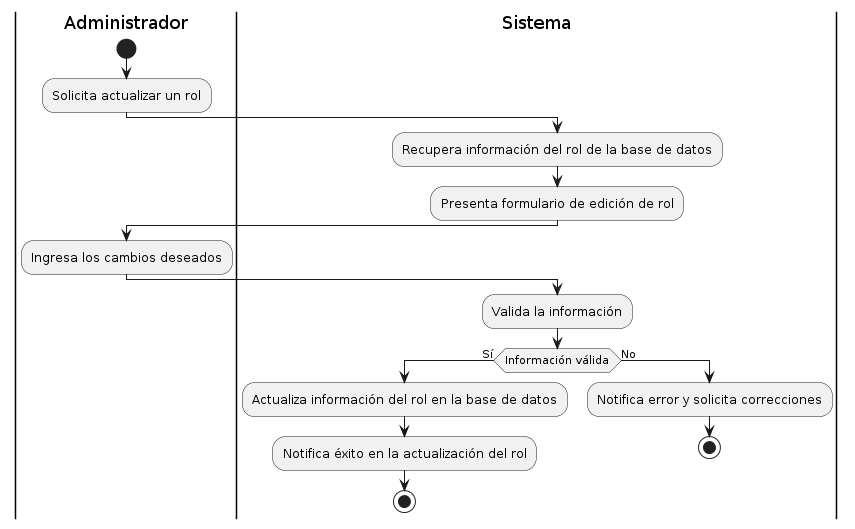 Administrador
Sistema
Solicita actualizar un rol
Recupera información del rol de la base de datos
Presenta formulario de edición de rol
Ingresa los cambios deseados
Valida la información
Sí
Información válida
No
Actualiza información del rol en la base de datos
Notifica error y solicita correcciones
Notifica éxito en la actualización del rol